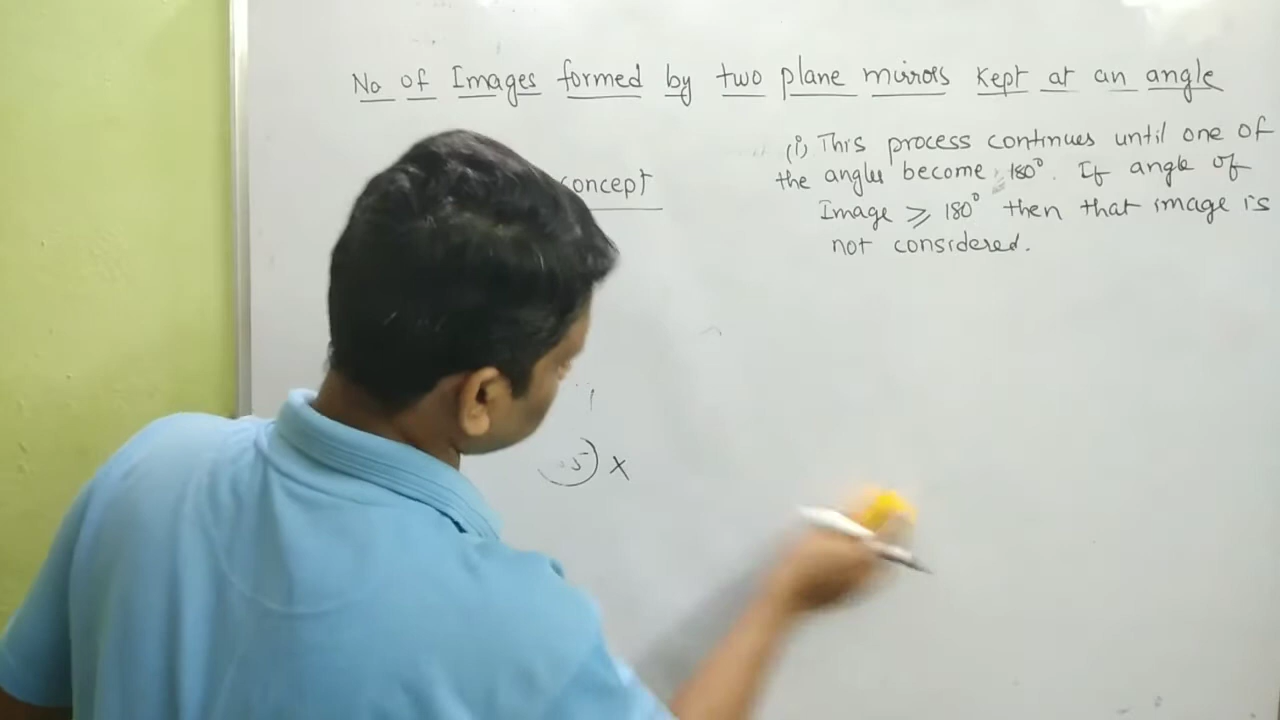 No of Images formed by two plane mirrors kept at an angle
concept
(i) This process continues until one of
the angles become 180°. If angle of
Image ≥ 180° then that image is
not considered.
5) x